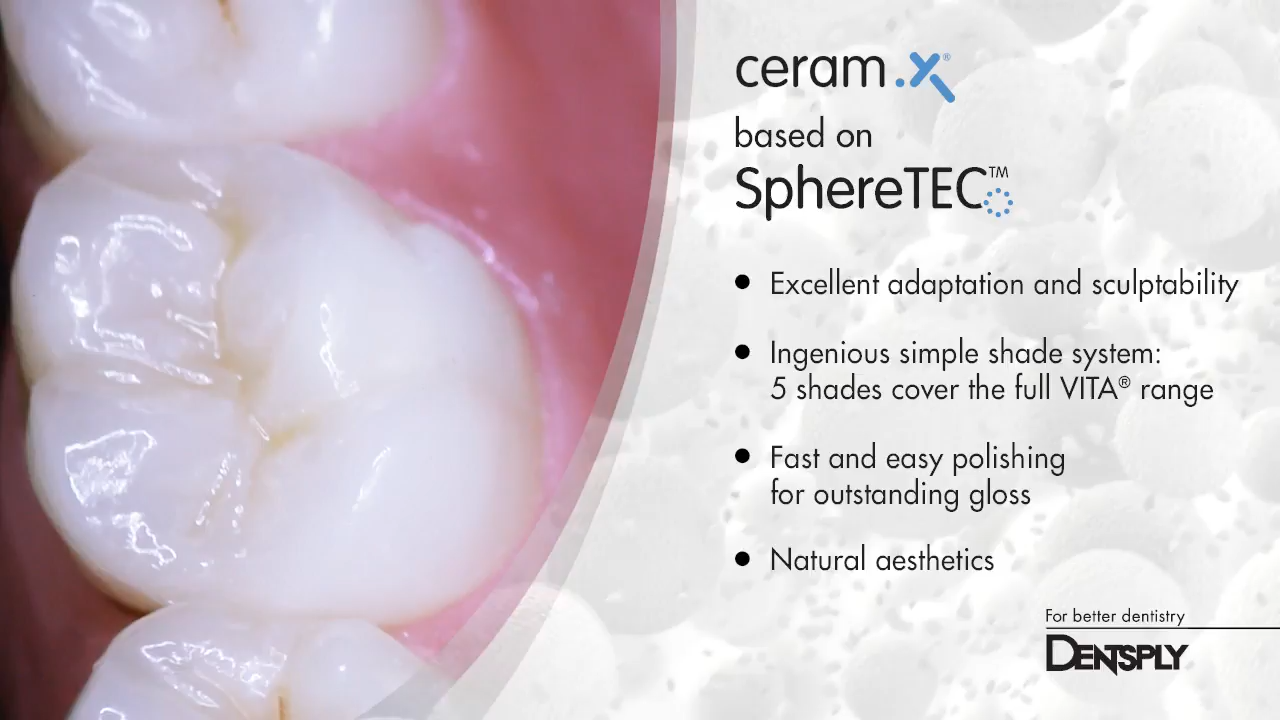 ceram.x®
based on
SphereTEC™
• Excellent adaptation and sculptability
• Ingenious simple shade system:
5 shades cover the full VITA® range
• Fast and easy polishing
for outstanding gloss
• Natural aesthetics
For better dentistry
DENTSPLY